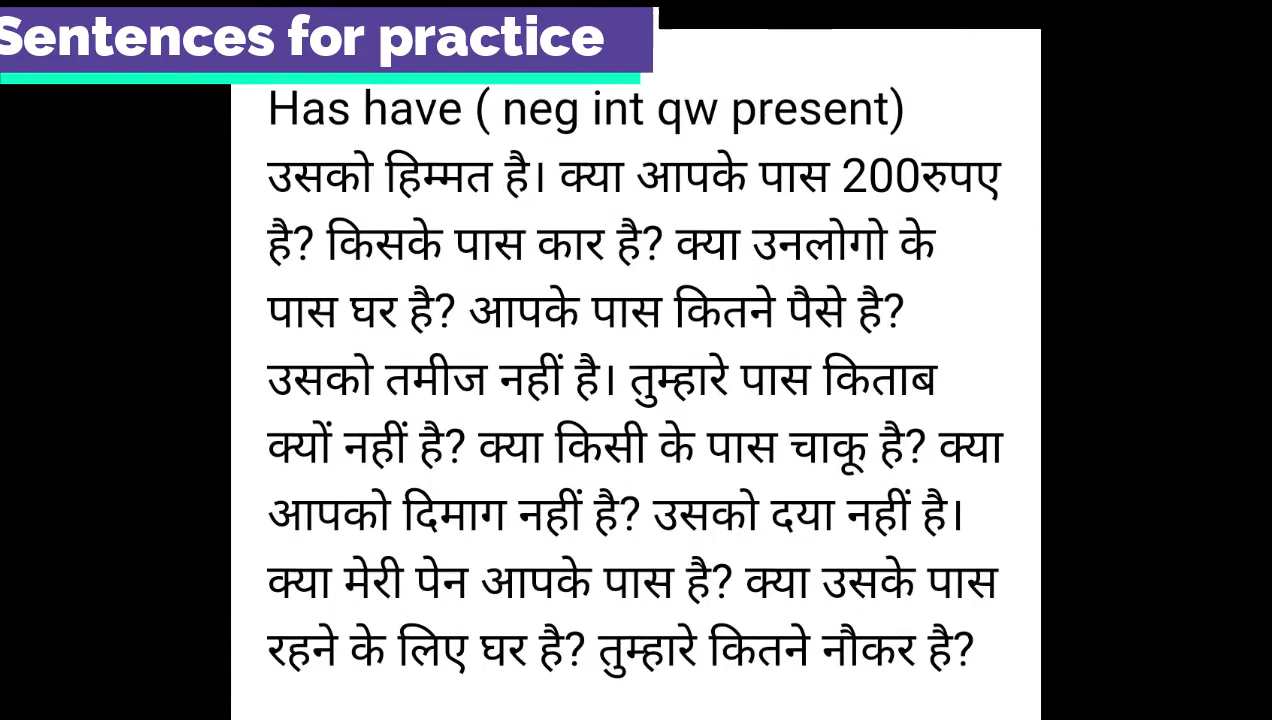 Sentences for practice
Has have ( neg int qw present)
उसको हिम्मत है। क्या आपके पास 200रुपए
है? किसके पास कार है? क्या उनलोगो के
पास घर है? आपके पास कितने पैसे है?
उसको तमीज नहीं है। तुम्हारे पास किताब
क्यों नहीं है? क्या किसी के पास चाकू है? क्या
आपको दिमाग नहीं है? उसको दया नहीं है।
क्या मेरी पेन आपके पास है? क्या उसके पास
रहने के लिए घर है? तुम्हारे कितने नौकर है?